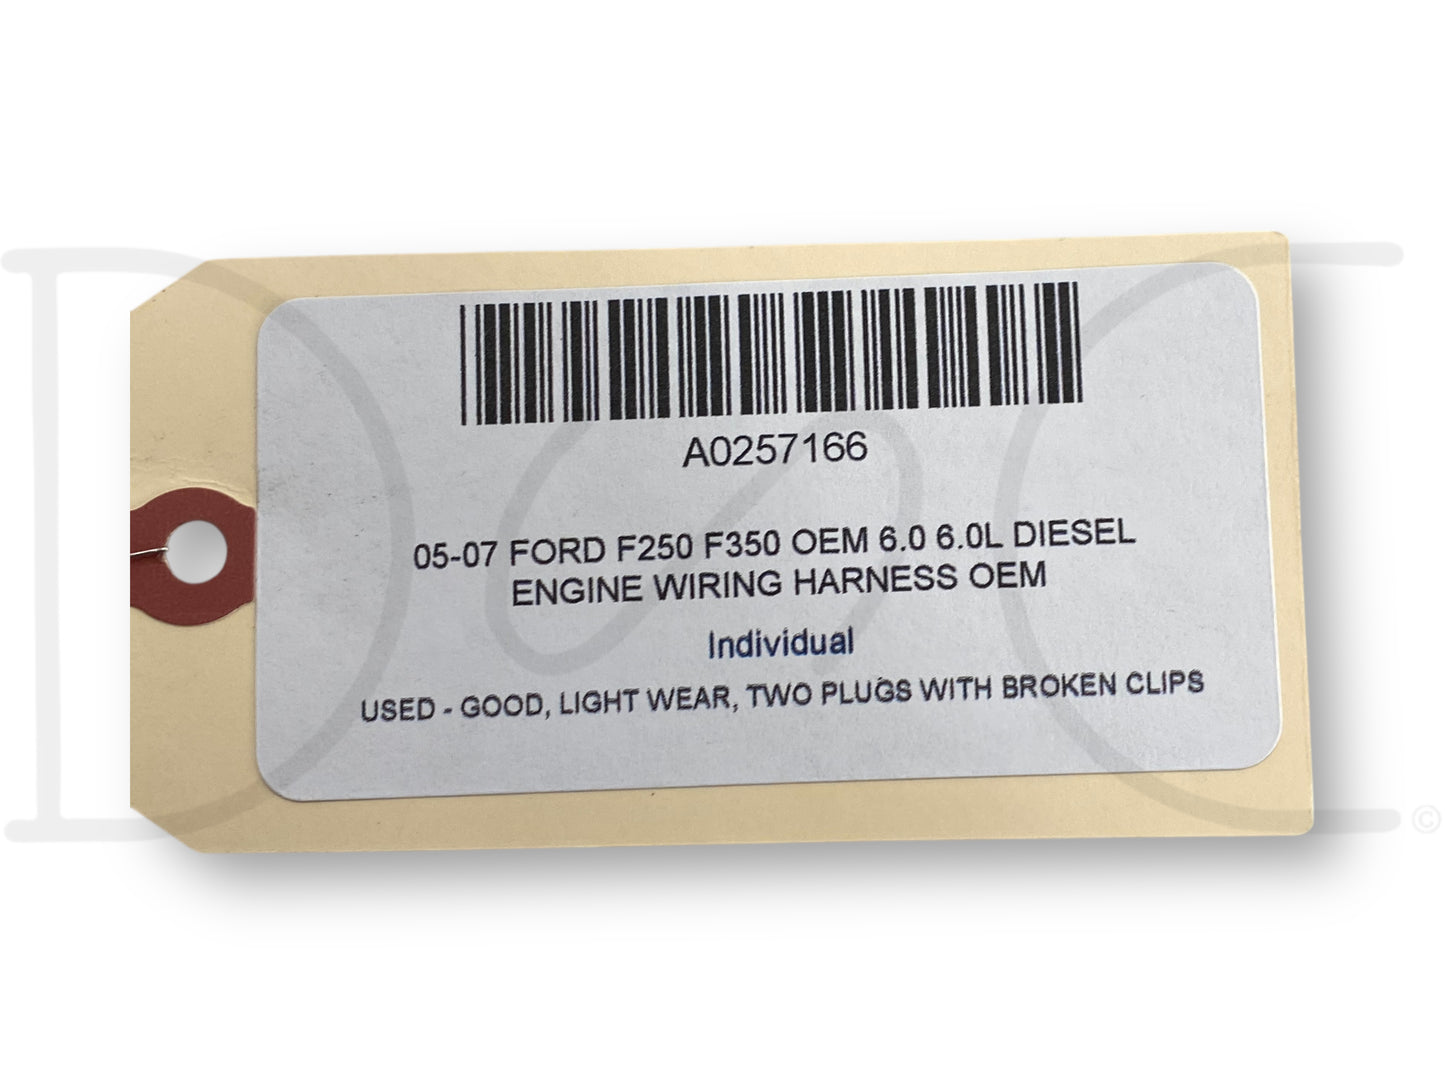 A0257166
05-07 FORD F250 F350 OEM 6.0 6.0L DIESEL
ENGINE WIRING HARNESS OEM
Individual
USED - GOOD, LIGHT WEAR, TWO PLUGS WITH BROKEN CLIPS
©